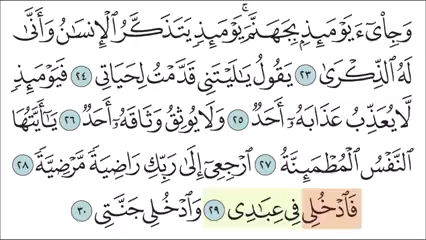 وَجِا۟ىٓءَ يَوۡمَئِذِۭ بِجَهَنَّمَۚ يَوۡمَئِذٖ يَتَذَكَّرُ ٱلۡإِنسَٰنُ وَأَنَّىٰ
لَهُ ٱلذِّكۡرَىٰ ٢٣ يَقُولُ يَٰلَيۡتَنِي قَدَّمۡتُ لِحَيَاتِي ٢٤ فَيَوۡمَئِذٖ
لَّا يُعَذِّبُ عَذَابَهُۥٓ أَحَدٞ ٢٥ وَلَا يُوثِقُ وَثَاقَهُۥٓ أَحَدٞ ٢٦ يَٰٓأَيَّتُهَا
ٱلنَّفۡسُ ٱلۡمُطۡمَئِنَّةُ ٢٧ ٱرۡجِعِيٓ إِلَىٰ رَبِّكِ رَاضِيَةٗ مَّرۡضِيَّةٗ ٢٨
فَٱدۡخُلِي فِي عِبَٰدِي ٢٩ وَٱدۡخُلِي جَنَّتِي ٣٠